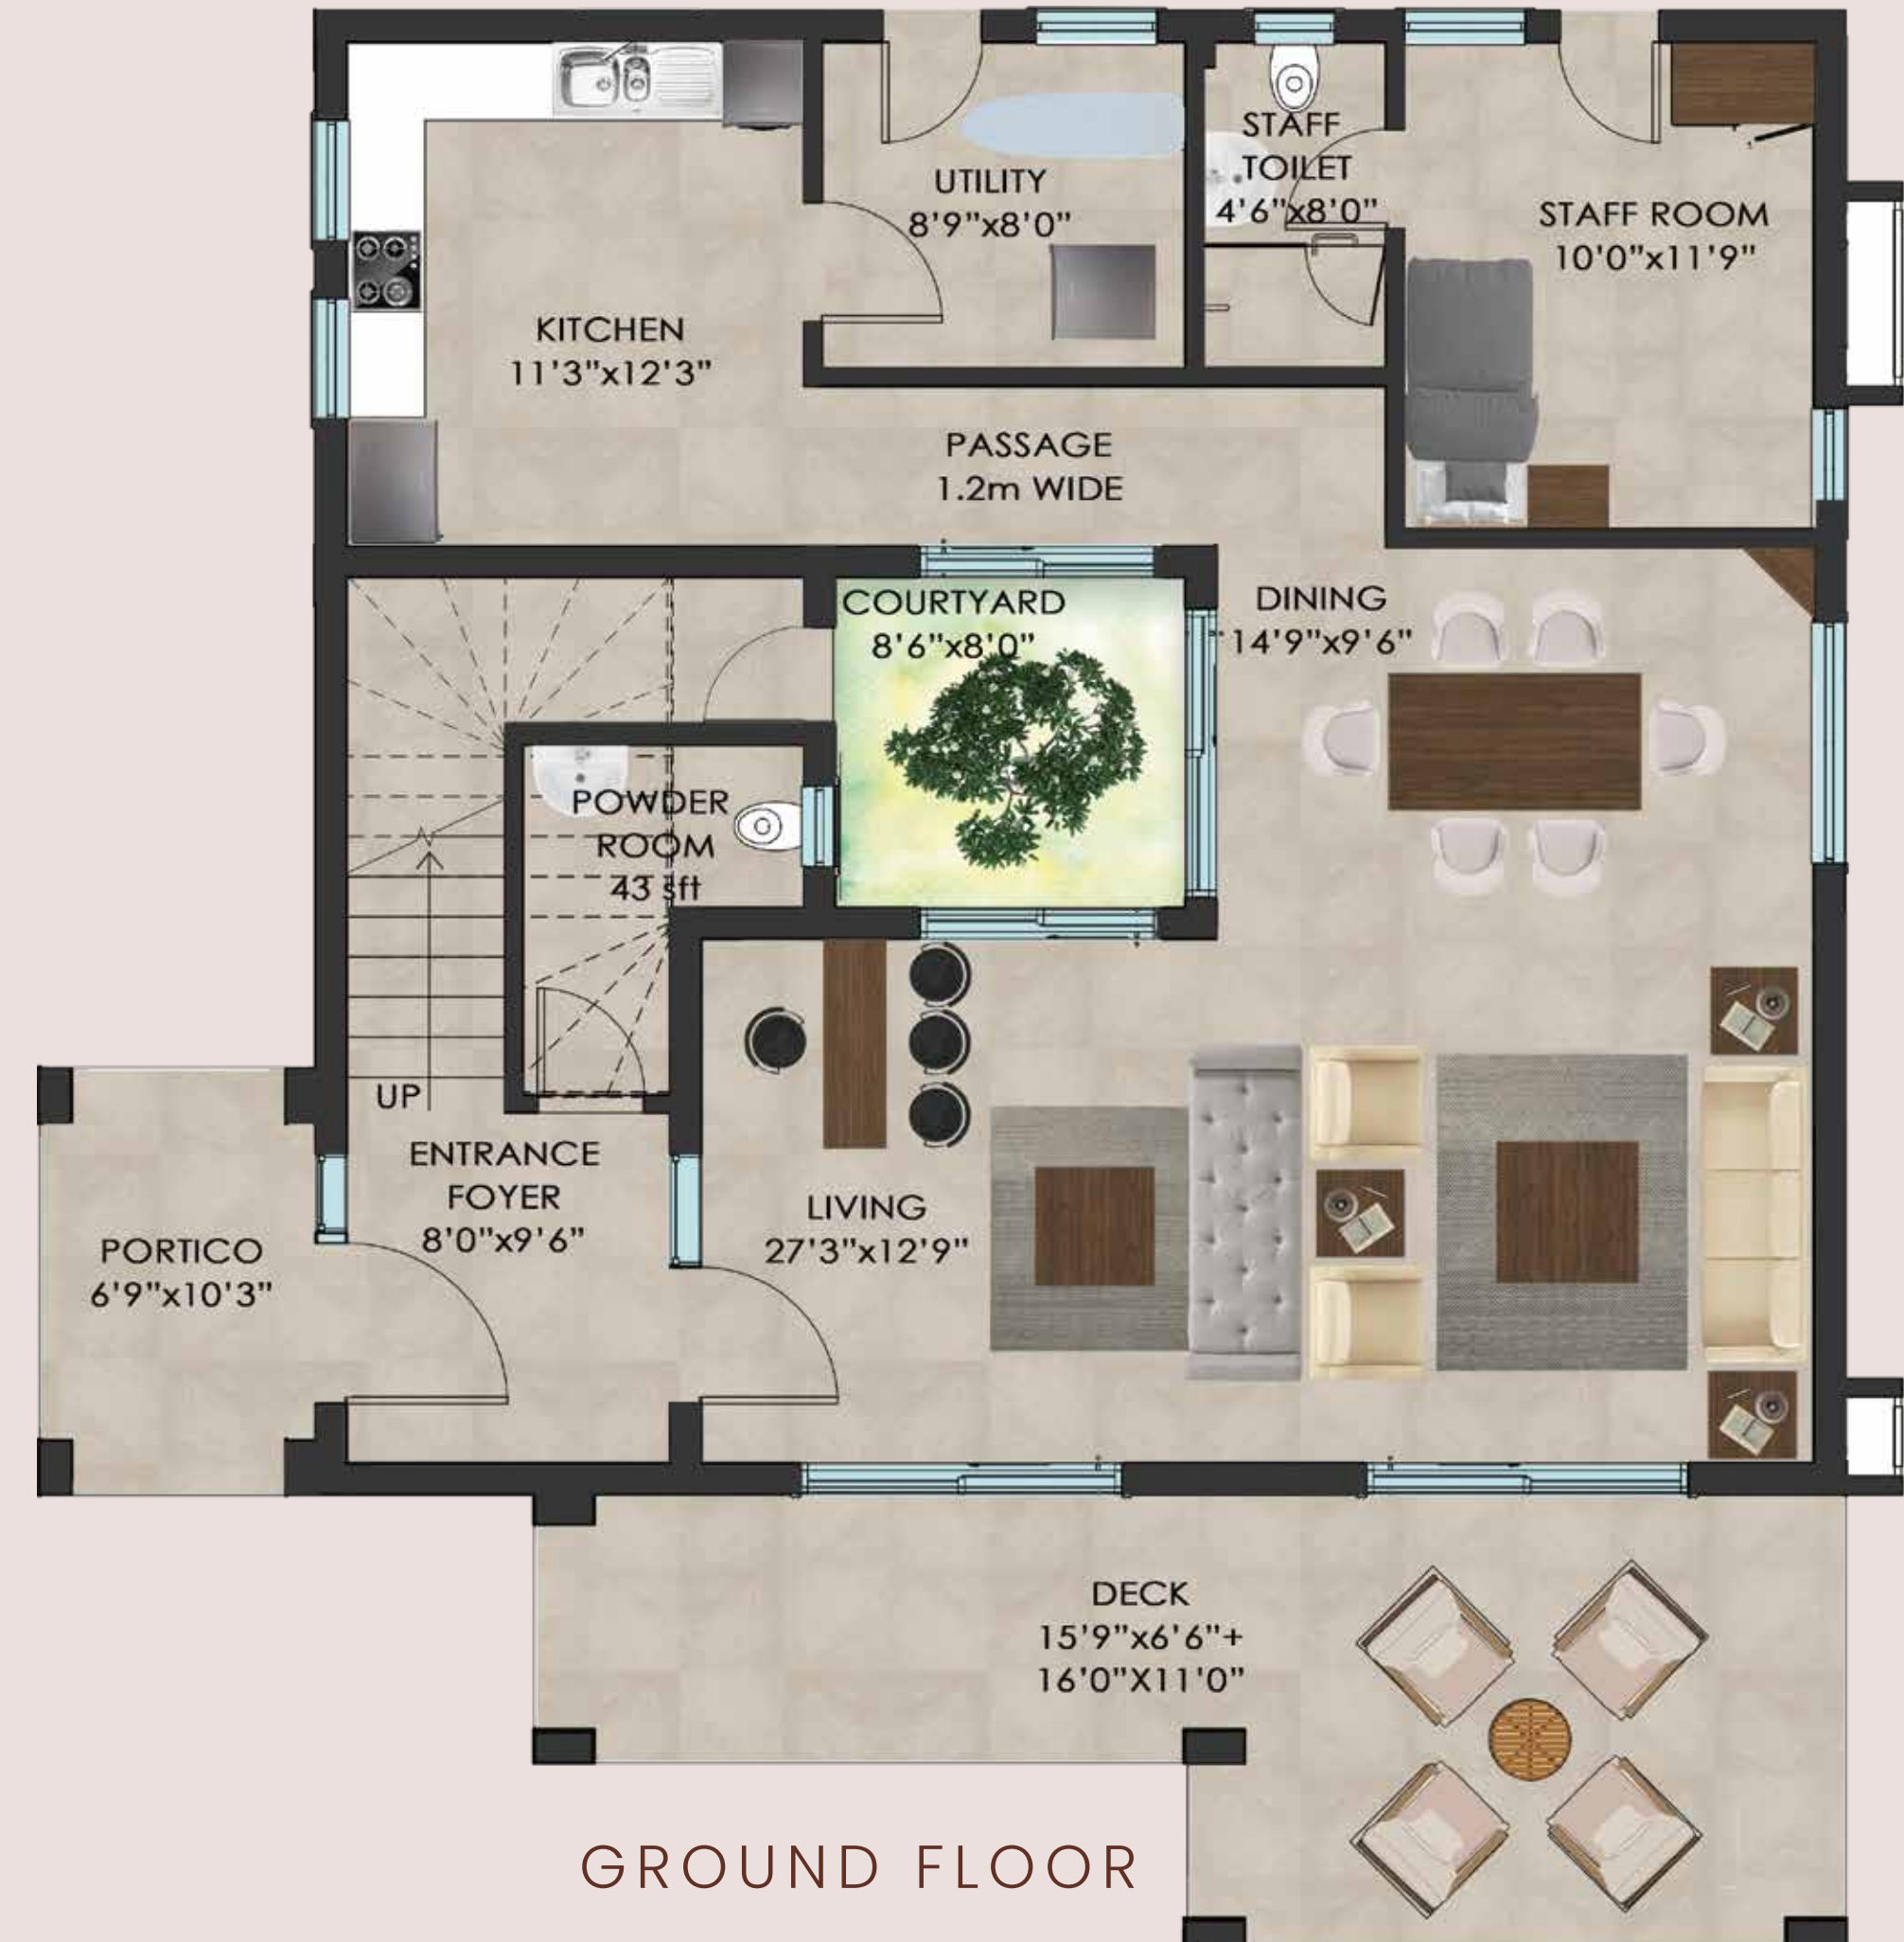 UTILITY
8'9"x8'0"
STAFF
TOILET
4'6"x8'0"
STAFF ROOM
10'0"x11'9"
KITCHEN
11'3"x12'3"
PASSAGE
1.2m WIDE
COURTYARD
8'6"x8'0"
DINING
14'9"x9'6"
POWDER
ROOM
43 sft
UP
ENTRANCE
FOYER
8'0"x9'6"
LIVING
27'3"x12'9"
PORTICO
6'9"x10'3"
DECK
15'9"x6'6"+
16'0"X11'0"
GROUND FLOOR